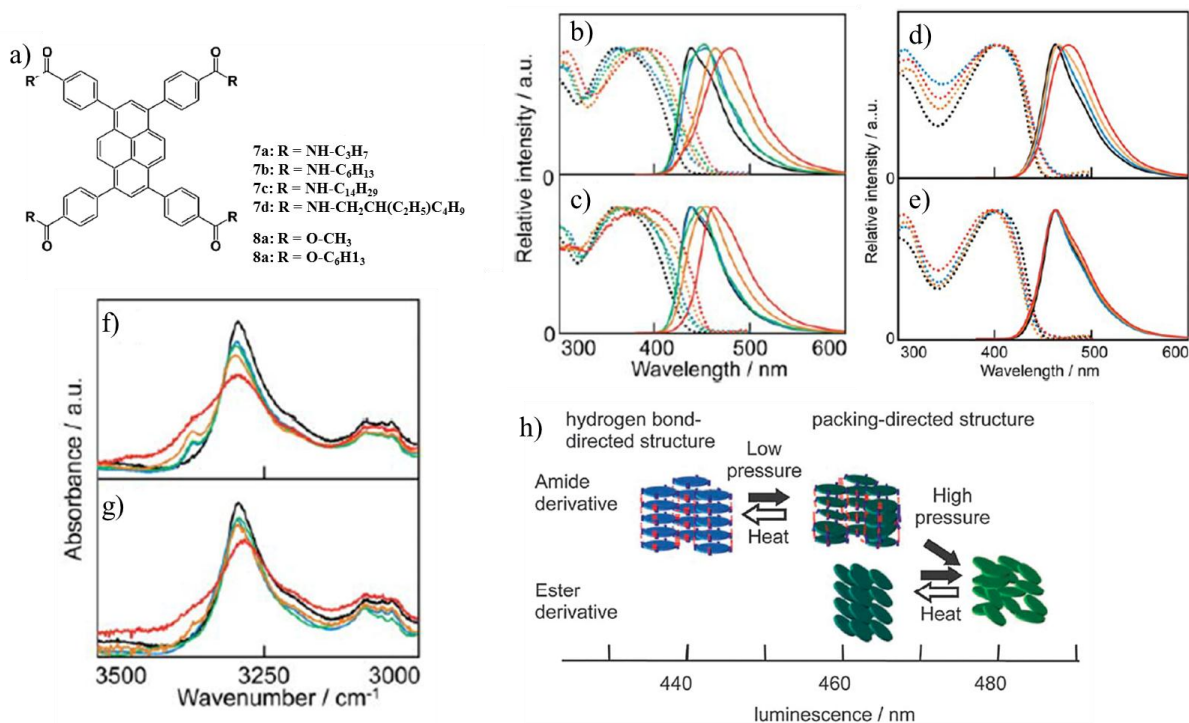 a)
O
O
R
R
R
R
O
O
7a: R = NH-C3H7
7b: R = NH-C6H13
7c: R = NH-C14H29
7d: R = NH-CH2CH(C2H5)C4H9
8a: R = O-CH3
8a: R = O-C6H13
b)
c)
Relative intensity / a.u.
0
0
300
400
500
600
Wavelength / nm
d)
e)
Relative intensity / a..u.
0
0
300
400
500
600
Wavelength / nm
f)
g)
Absorbance / a.u.
3500
3250
3000
Wavenumber / cm-1
h)
hydrogen bond-
directed structure
packing-directed structure
Amide
derivative
Low
pressure
Heat
High
pressure
Ester
derivative
Heat
440
460
480
luminescence / nm